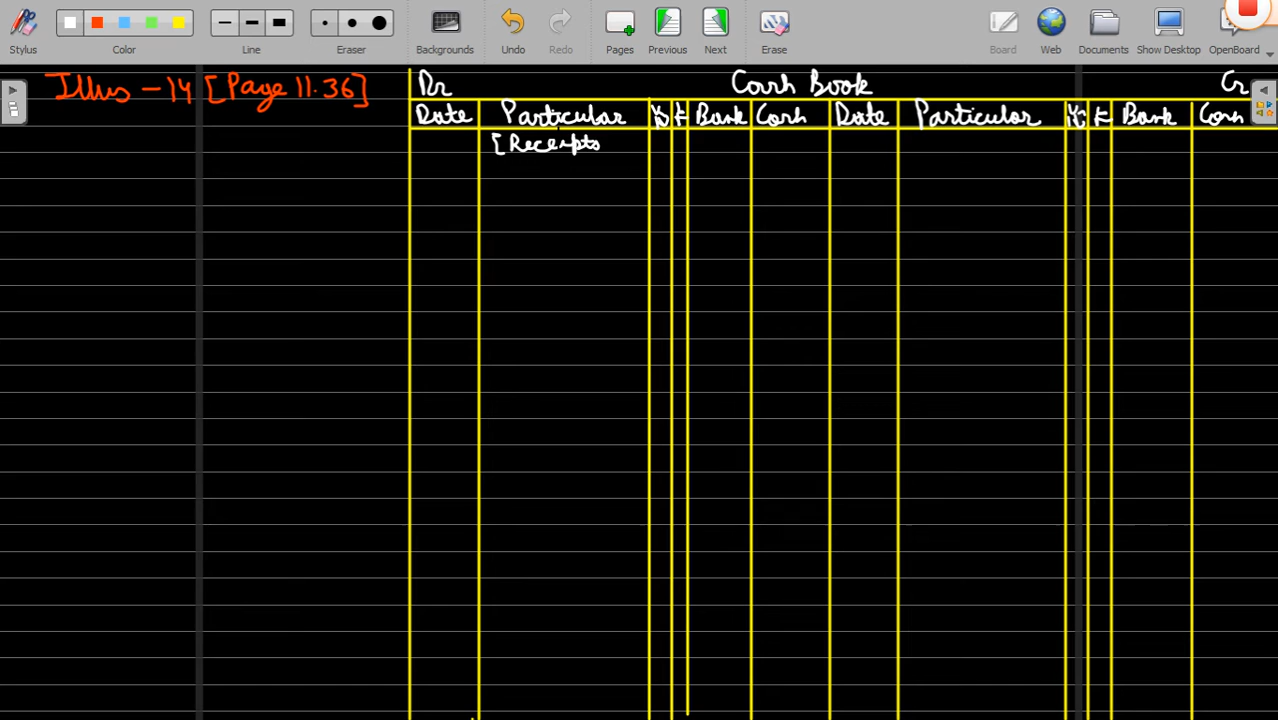 Stylus
Color
Line
Eraser
Backgrounds
Undo
Redo
Pages
Previous
Next
Erase
Board
Web
Documents
Show Desktop
OpenBoard
Illus - 14 [Page 11.36]
Dr Cash Book Cr
Date Particular Bank Cash Date Particular Bank Cash
[Receipts